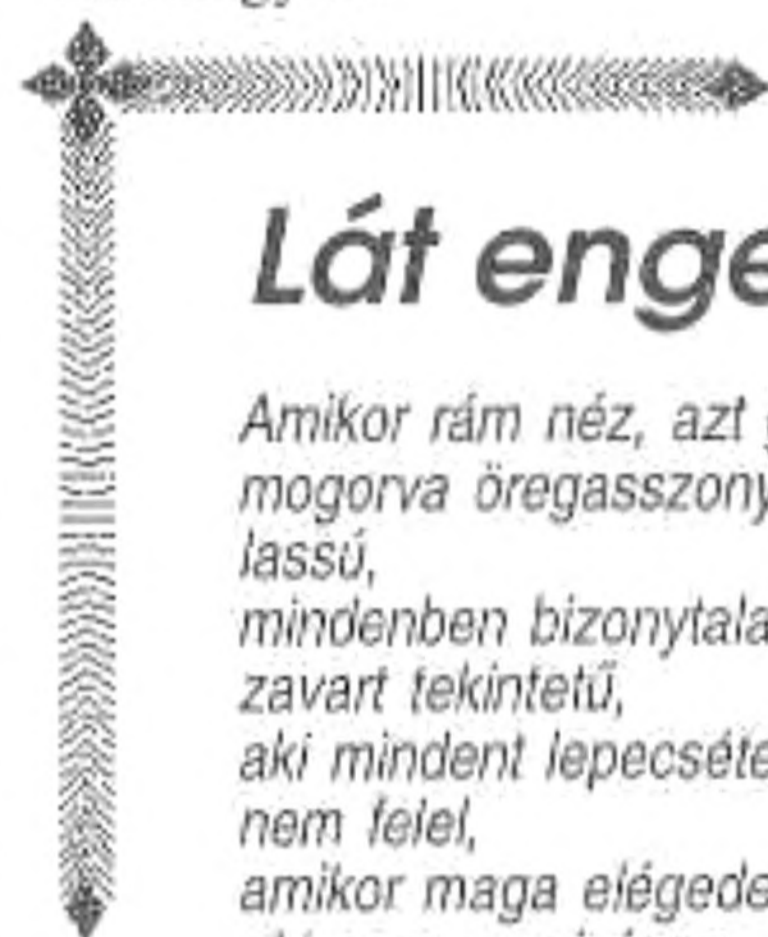 Lát enge
Amikor rám néz, azt
mogorva öregasszony
lassú,
mindenben bizonytala
zavart tekintetű,
aki mindent lepecséte
nem felel,
amikor maga elégede